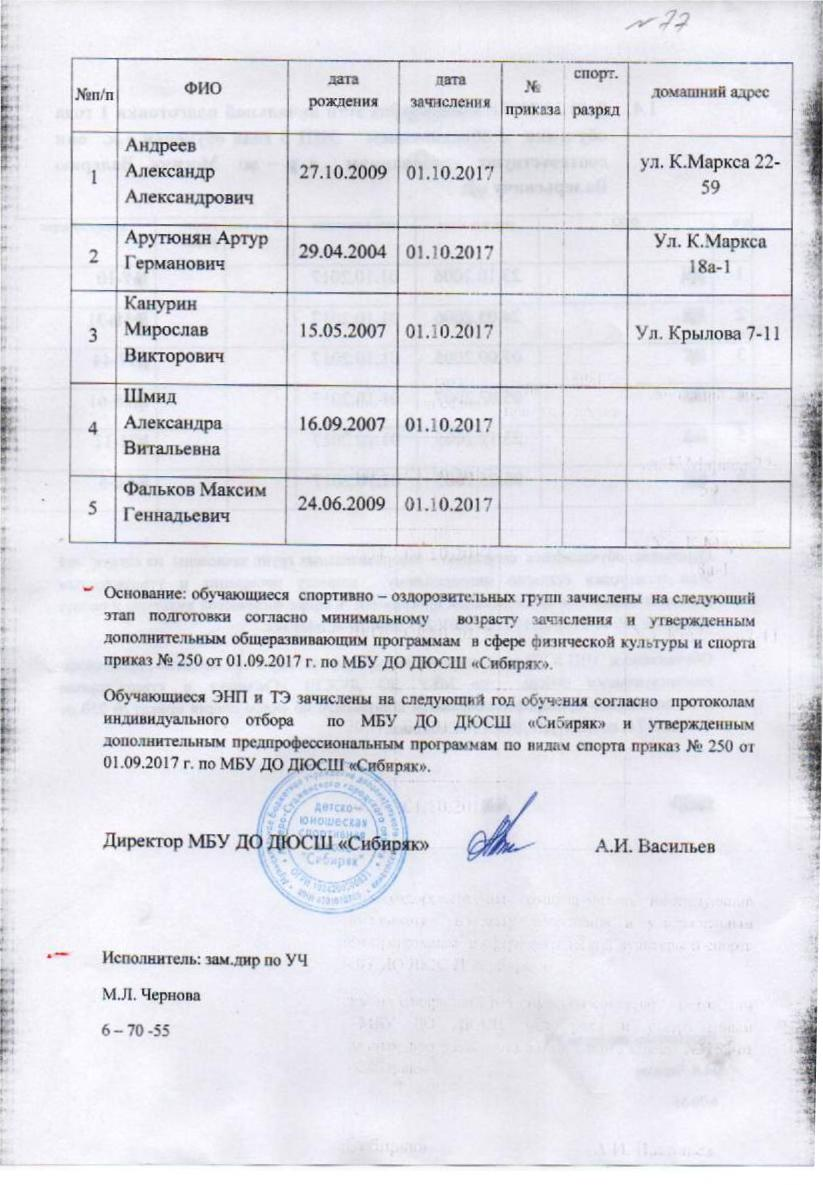 № 77
№п/п ФИО дата рождения дата зачисления № приказа спорт. разряд домашний адрес
1 Андреев Александр Александрович 27.10.2009 01.10.2017 ул. К.Маркса 22-59
2 Арутюнян Артур Германович 29.04.2004 01.10.2017 Ул. К.Маркса 18а-1
3 Канурин Мирослав Викторович 15.05.2007 01.10.2017 Ул. Крылова 7-11
4 Шмид Александра Витальевна 16.09.2007 01.10.2017
5 Фальков Максим Геннадьевич 24.06.2009 01.10.2017
Основание: обучающиеся спортивно – оздоровительных групп зачислены на следующий
этап подготовки согласно минимальному возрасту зачисления и утвержденным
дополнительным общеразвивающим программам в сфере физической культуры и спорта
приказ № 250 от 01.09.2017 г. по МБУ ДО ДЮСШ «Сибиряк».
Обучающиеся ЭНП и ТЭ зачислены на следующий год обучения согласно протоколам
индивидуального отбора по МБУ ДО ДЮСШ «Сибиряк» и утвержденным
дополнительным предпрофессиональным программам по видам спорта приказ № 250 от
01.09.2017 г. по МБУ ДО ДЮСШ «Сибиряк».
детско-
юношеская
спортивная
"Сибиряк"
Директор МБУ ДО ДЮСШ «Сибиряк» А.И. Васильев
Исполнитель: зам.дир по УЧ
М.Л. Чернова
6 – 70 -55